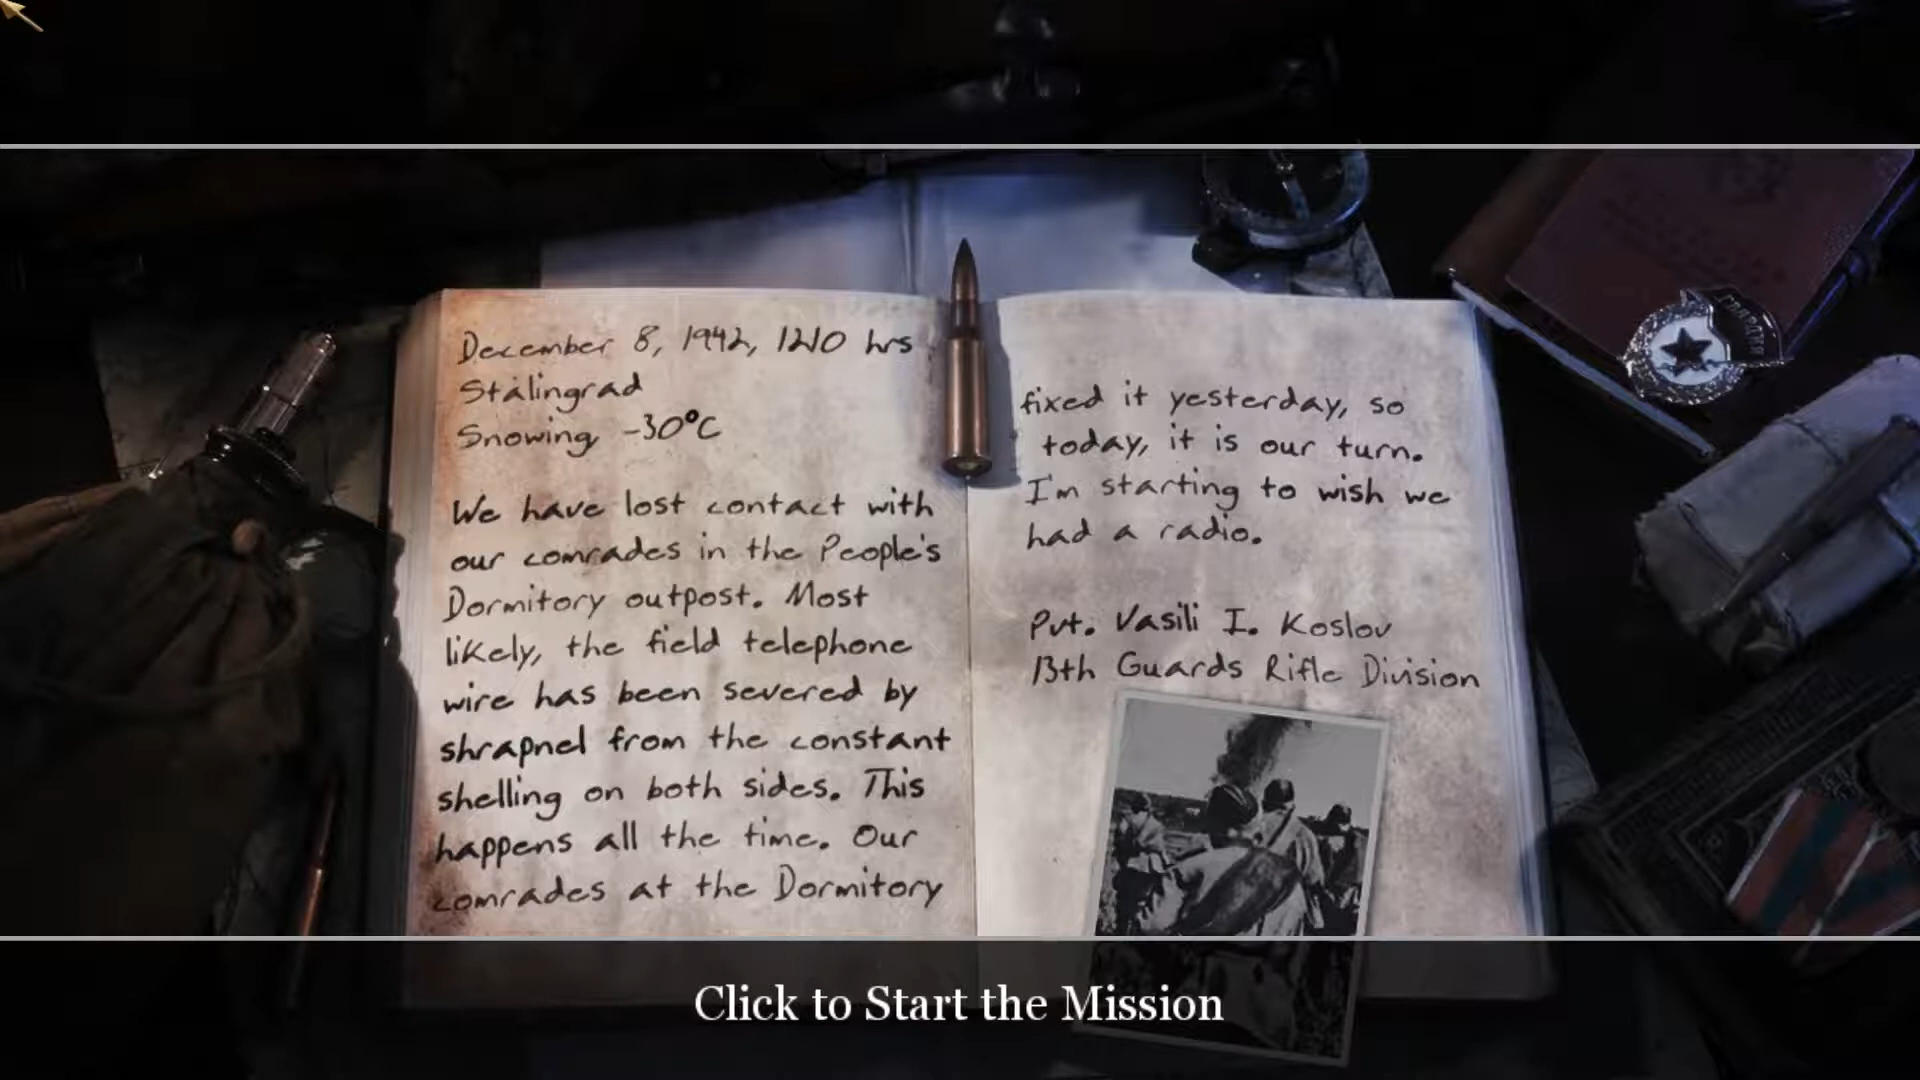 December 8, 1942, 1210 hrs
Stalingrad
Snowing -30°C
We have lost contact with
our comrades in the People's
Dormitory outpost. Most
likely, the field telephone
wire has been severed by
shrapnel from the constant
shelling on both sides. This
happens all the time. Our
comrades at the Dormitory
fixed it yesterday, so
today, it is our turn.
I'm starting to wish we
had a radio.
Pvt. Vasili I. Koslov
13th Guards Rifle Division
ГВАРДИЯ
Click to Start the Mission